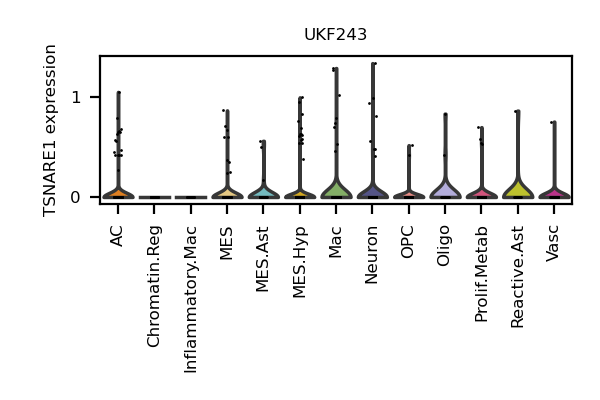 UKF243
TSNARE1 expression
1
0
AC
Chromatin.Reg
Inflammatory.Mac
MES
MES.Ast
MES.Hyp
Mac
Neuron
OPC
Oligo
Prolif.Metab
Reactive.Ast
Vasc